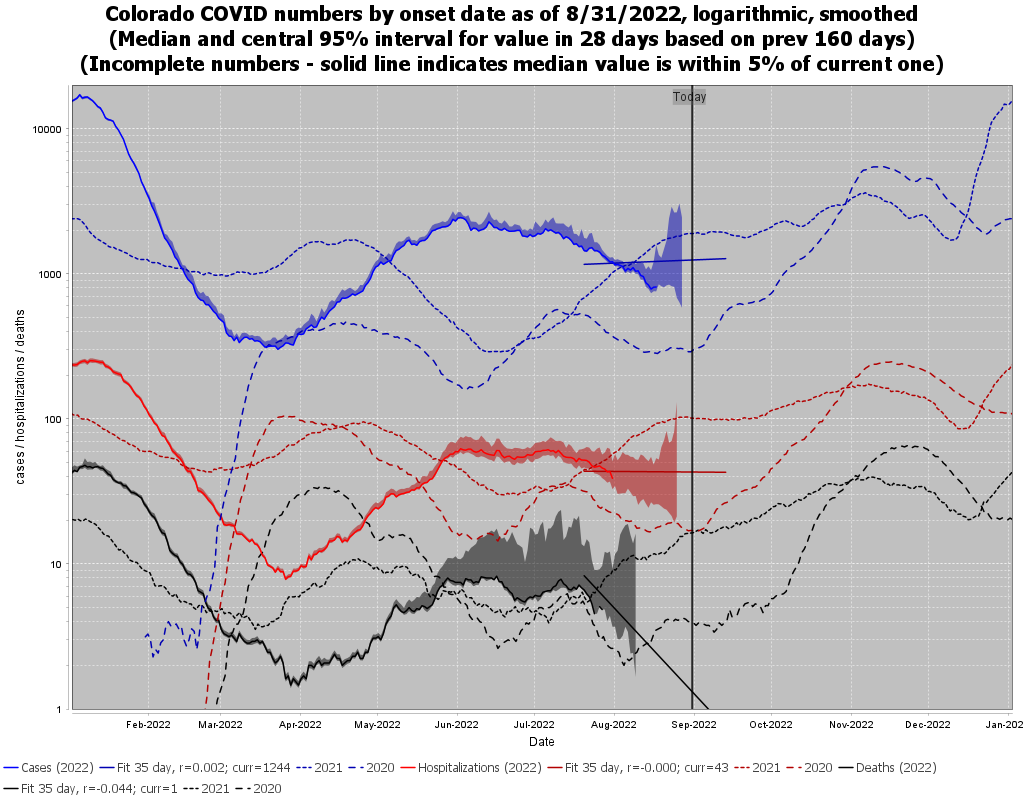 Colorado COVID numbers by onset date as of 8/31/2022, logarithmic, smoothed
(Median and central 95% interval for value in 28 days based on prev 160 days)
(Incomplete numbers - solid line indicates median value is within 5% of current one)
Today
10000
1000
100
10
1
cases / hospitalizations / deaths
Feb-2022 Mar-2022 Apr-2022 May-2022 Jun-2022 Jul-2022 Aug-2022 Sep-2022 Oct-2022 Nov-2022 Dec-2022 Jan-202
Date
Cases (2022) Fit 35 day, r=0.002; curr=1244 2021 2020 Hospitalizations (2022) Fit 35 day, r=-0.000; curr=43 2021 2020 Deaths (2022)
Fit 35 day, r=-0.044; curr=1 2021 2020